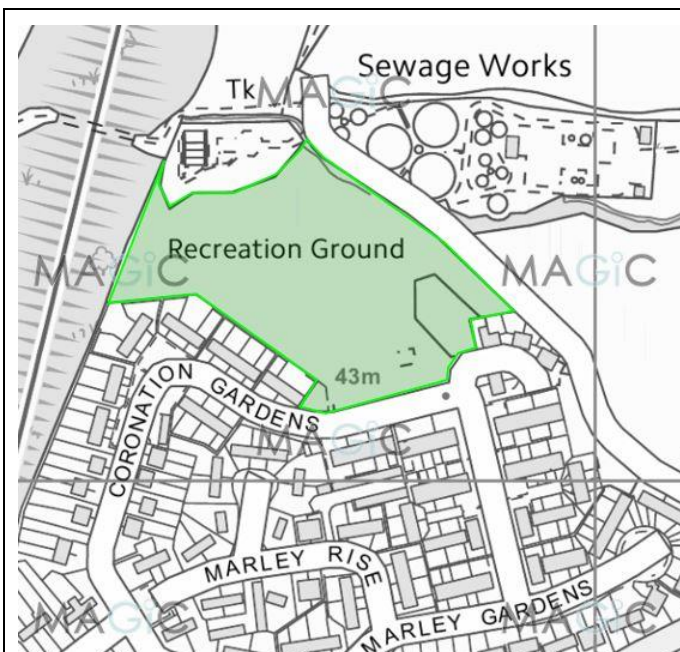 Sewage Works
Tk
MAGiC
Recreation Ground
MAGiC
MAGiC
43m
CORONATION GARDENS
MAGiC
MARLEY RISE
MARLEY GARDENS
MAGiC
MAGiC